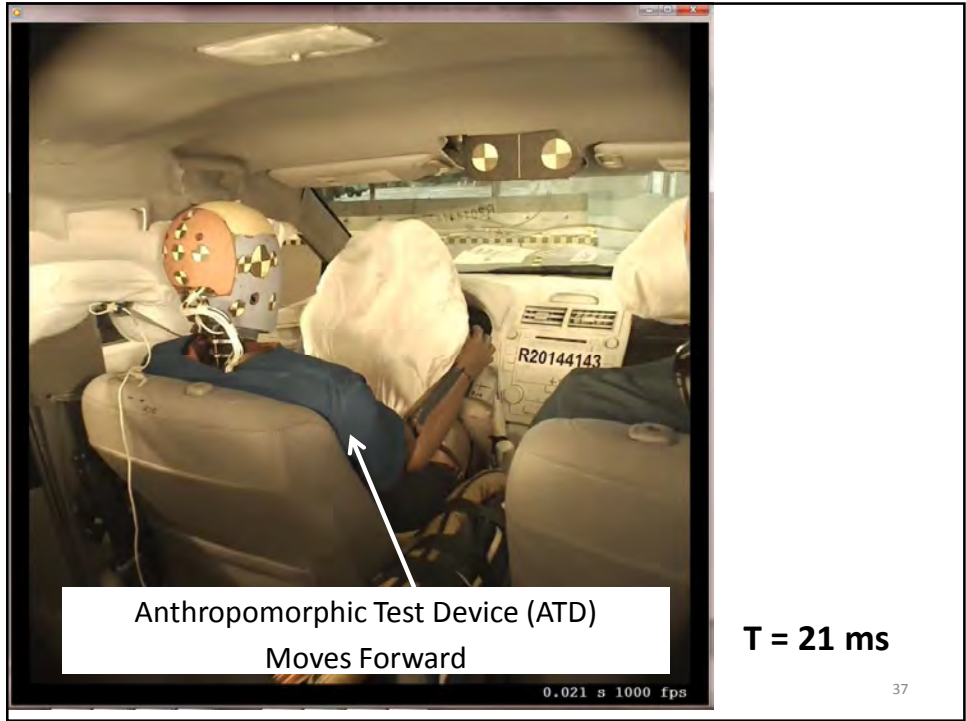 R20144143
Anthropomorphic Test Device (ATD)
Moves Forward
T = 21 ms
0.021 s 1000 fps
37